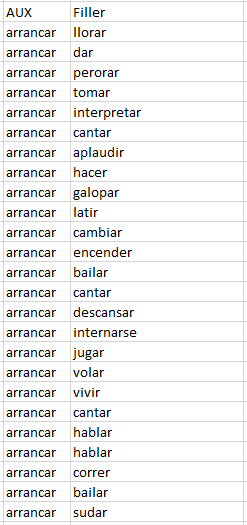 AUX Filler
arrancar llorar
arrancar dar
arrancar perorar
arrancar tomar
arrancar interpretar
arrancar cantar
arrancar aplaudir
arrancar hacer
arrancar galopar
arrancar latir
arrancar cambiar
arrancar encender
arrancar bailar
arrancar cantar
arrancar descansar
arrancar internarse
arrancar jugar
arrancar volar
arrancar vivir
arrancar cantar
arrancar hablar
arrancar hablar
arrancar correr
arrancar bailar
arrancar sudar